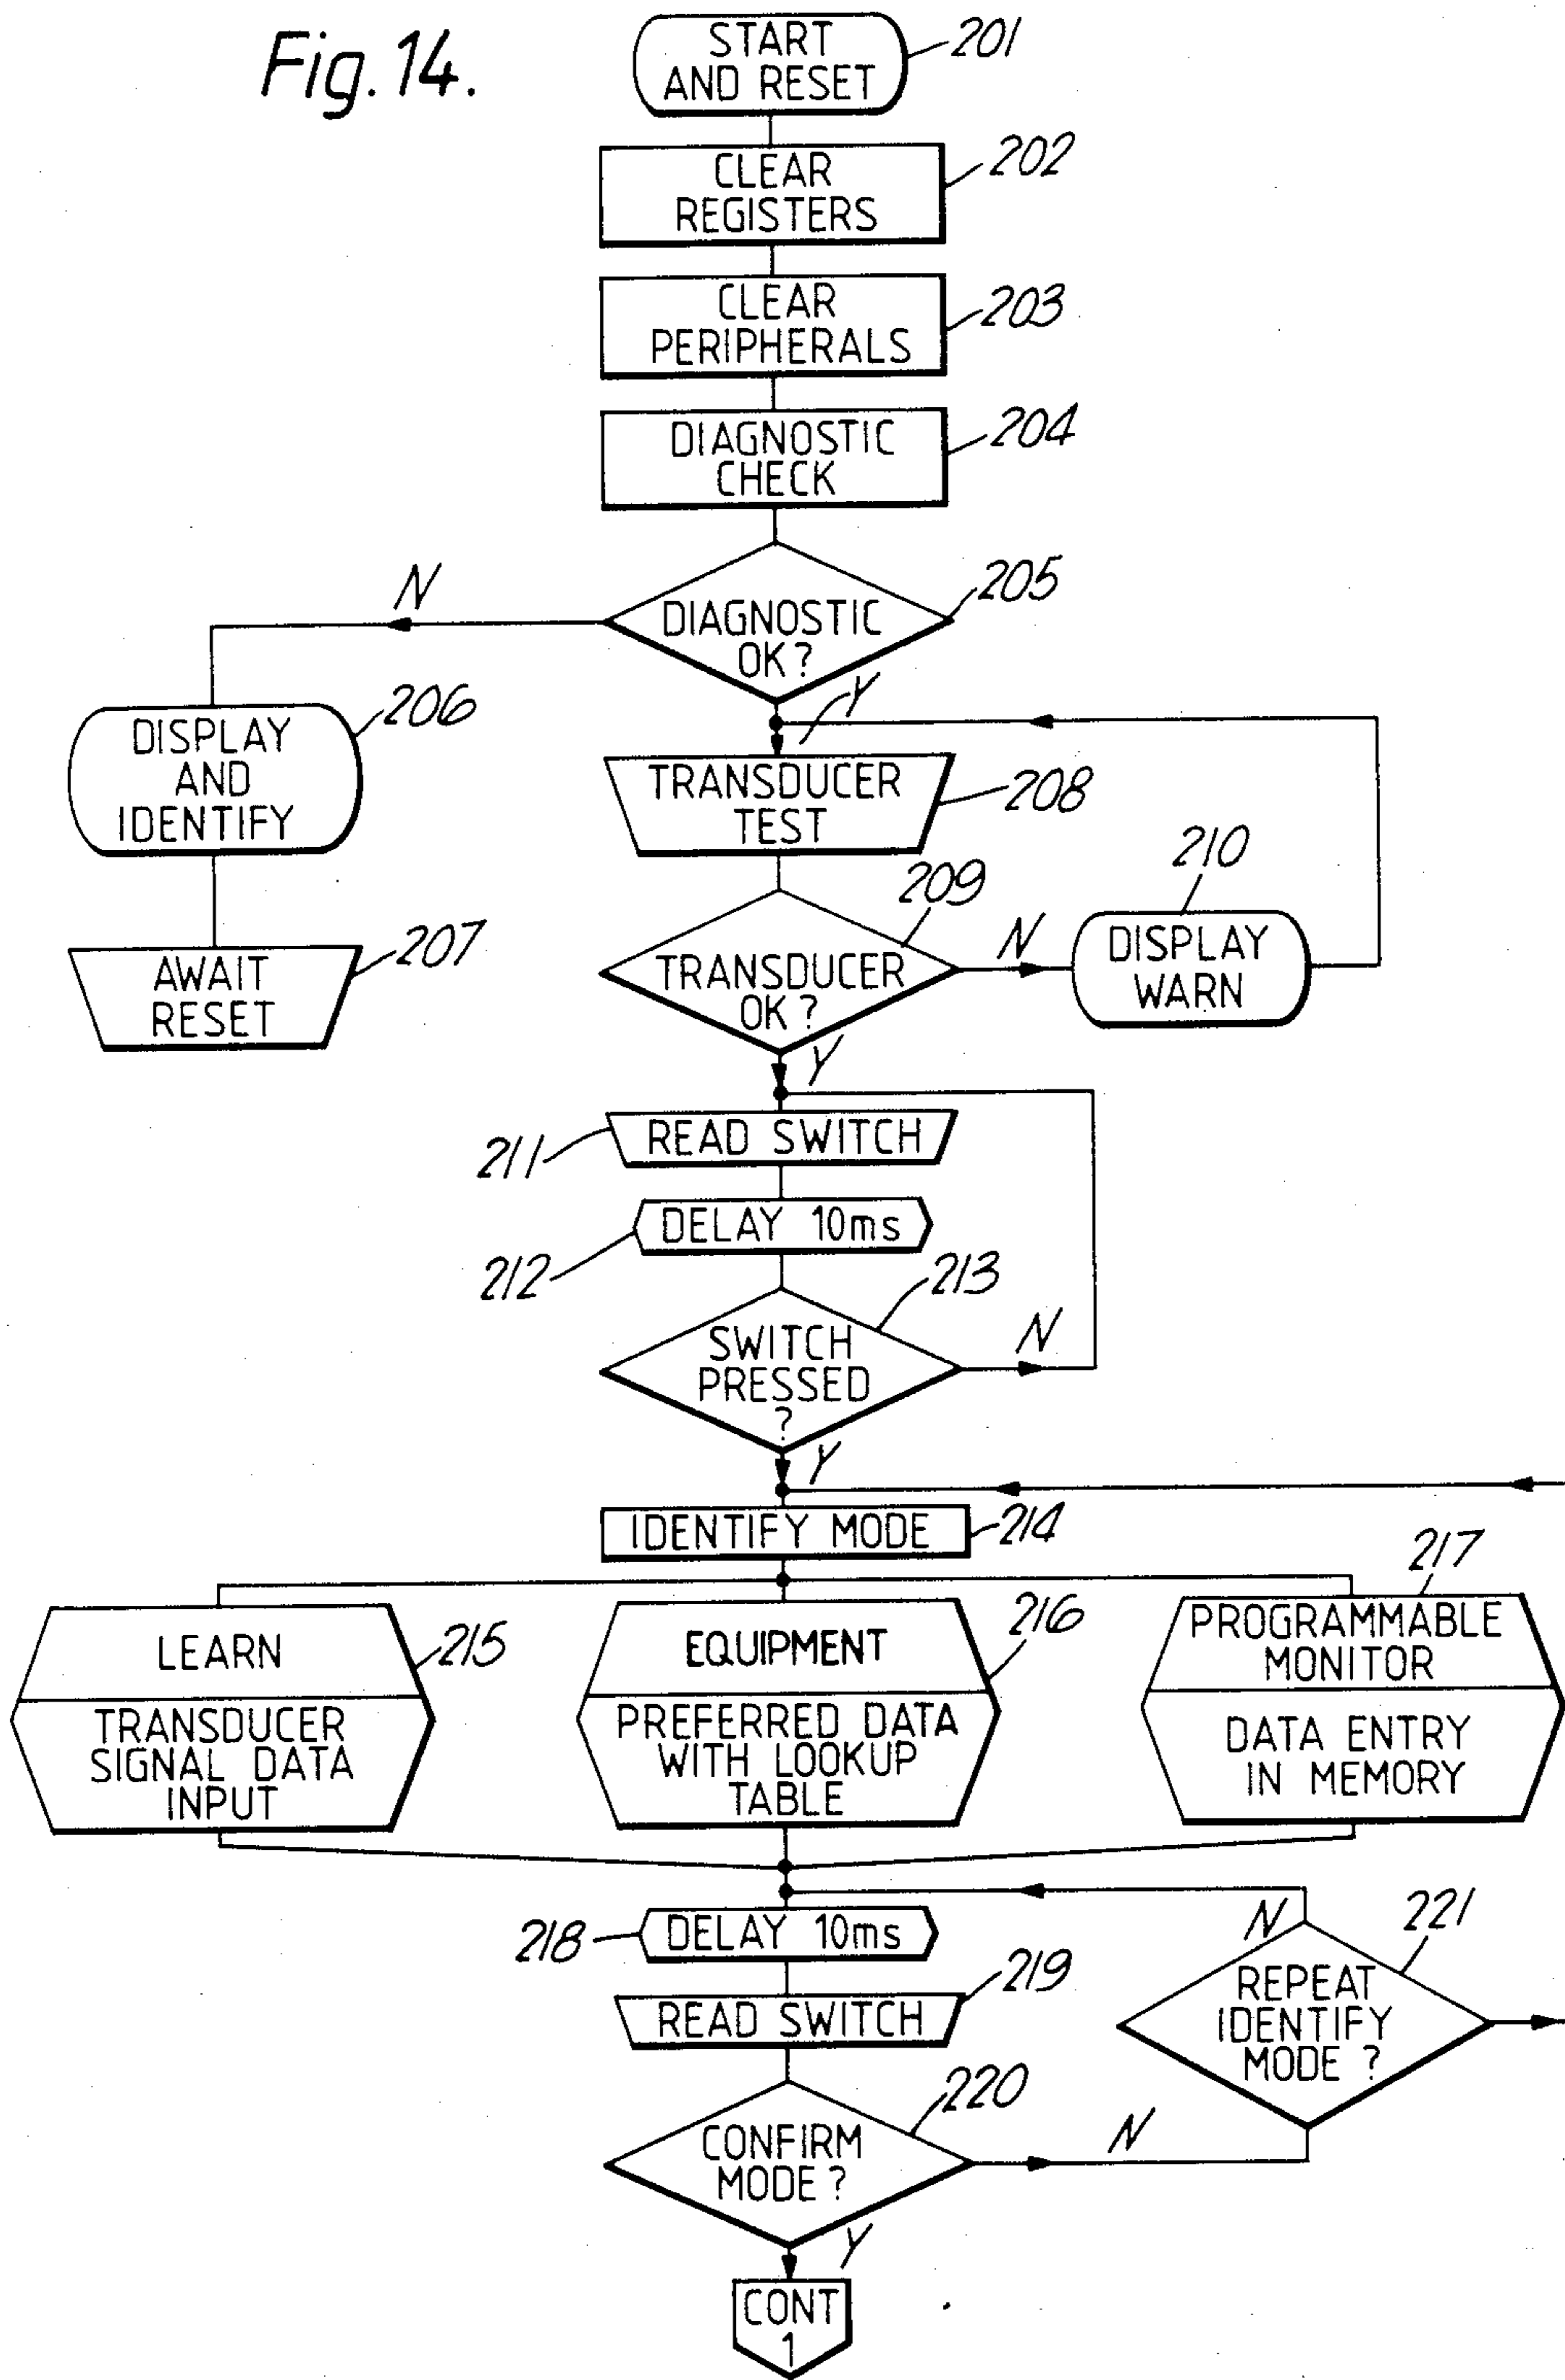 Fig. 14.
START
AND RESET
201
CLEAR
REGISTERS
202
CLEAR
PERIPHERALS
203
DIAGNOSTIC
CHECK
204
DIAGNOSTIC
OK?
205
N
Y
DISPLAY
AND
IDENTIFY
206
AWAIT
RESET
207
TRANSDUCER
TEST
208
TRANSDUCER
OK?
209
N
DISPLAY
WARN
210
Y
READ SWITCH
211
DELAY 10ms
212
SWITCH
PRESSED
?
213
N
Y
IDENTIFY MODE
214
LEARN
TRANSDUCER
SIGNAL DATA
INPUT
215
EQUIPMENT
PREFERRED DATA
WITH LOOKUP
TABLE
216
PROGRAMMABLE
MONITOR
DATA ENTRY
IN MEMORY
217
DELAY 10ms
218
READ SWITCH
219
CONFIRM
MODE?
220
N
REPEAT
IDENTIFY
MODE?
221
N
Y
CONT
1